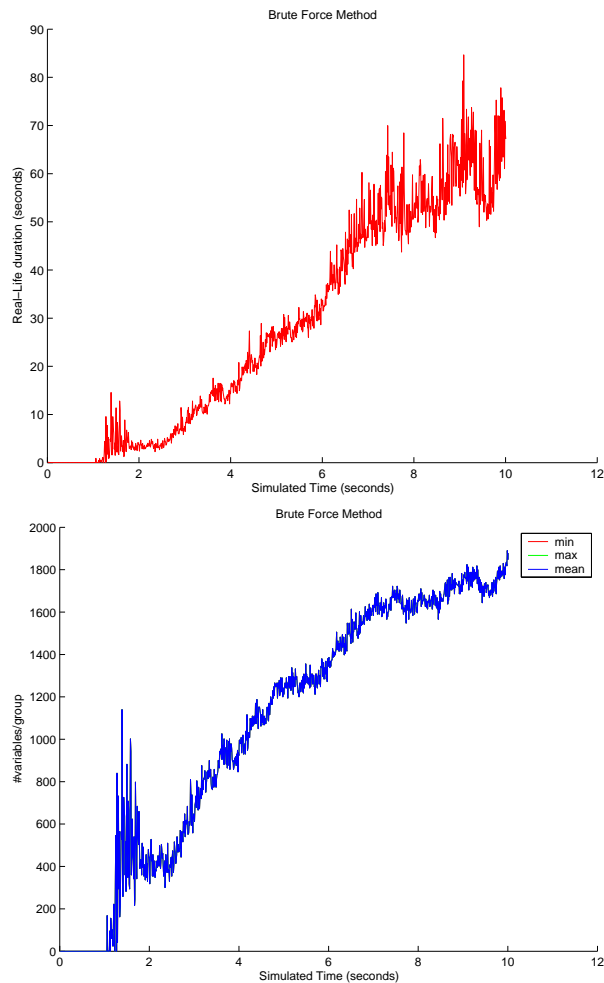 Brute Force Method
90
80
70
60
50
40
30
20
10
0
Real-Life duration (seconds)
0 2 4 6 8 10 12
Simulated Time (seconds)
Brute Force Method
2000
1800
1600
1400
1200
1000
800
600
400
200
0
#variables/group
min
max
mean
0 2 4 6 8 10 12
Simulated Time (seconds)